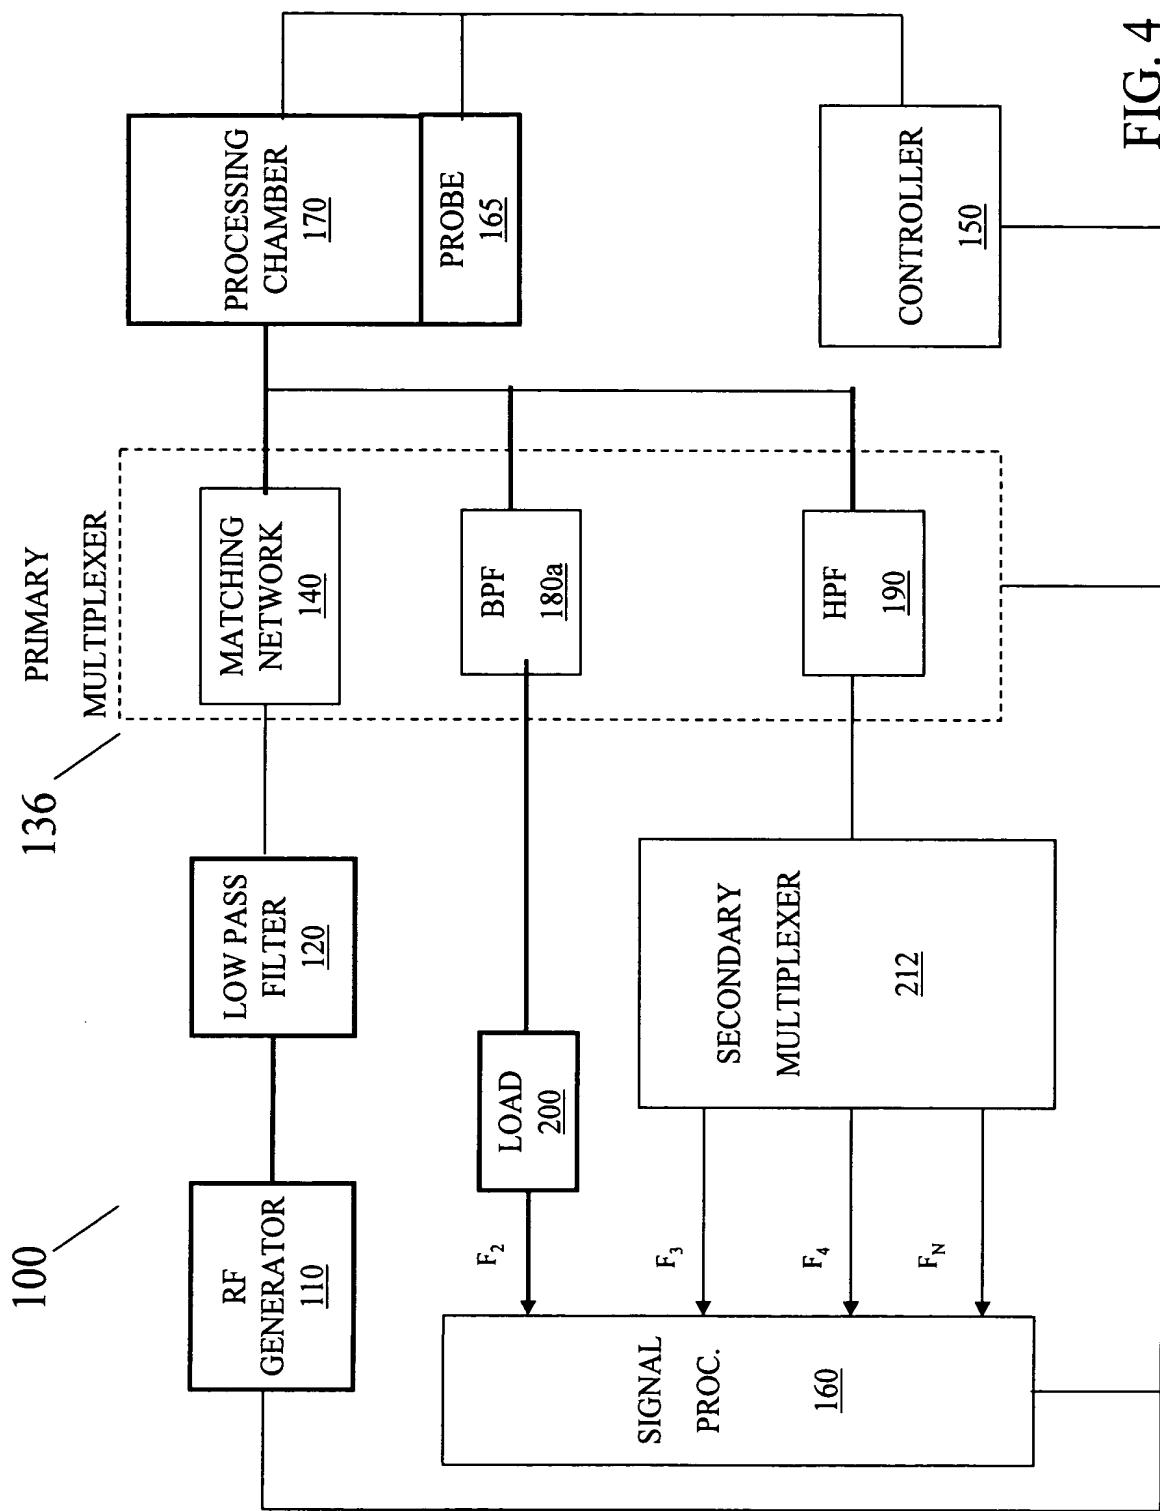 100
136
PRIMARY
MULTIPLEXER
RF
GENERATOR
110
LOW PASS
FILTER
120
MATCHING
NETWORK
140
PROCESSING
CHAMBER
170
PROBE
165
F2
LOAD
200
BPF
180a
SIGNAL
PROC.
160
F3
F4
FN
SECONDARY
MULTIPLEXER
212
HPF
190
CONTROLLER
150
FIG. 4